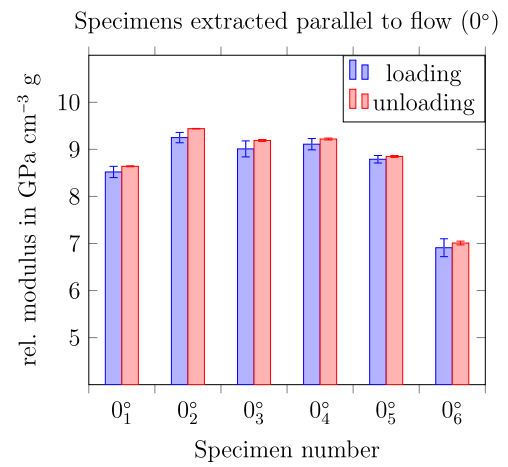 Specimens extracted parallel to flow (0°)
loading
unloading
rel. modulus in GPa cm⁻³ g
10
9
8
7
6
5
0°₁ 0°₂ 0°₃ 0°₄ 0°₅ 0°₆
Specimen number